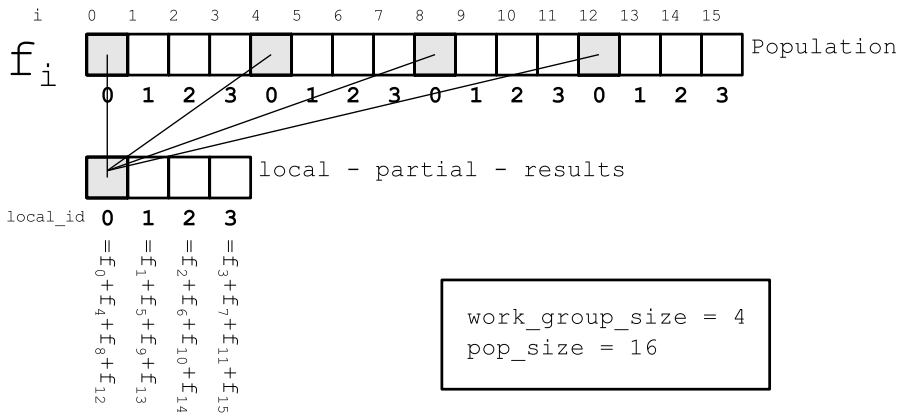 i 0 1 2 3 4 5 6 7 8 9 10 11 12 13 14 15
f_i Population
0 1 2 3 0 1 2 3 0 1 2 3 0 1 2 3
local - partial - results
local_id 0 1 2 3
=f_0+f_4+f_8+f_12
=f_1+f_5+f_9+f_13
=f_2+f_6+f_10+f_14
=f_3+f_7+f_11+f_15
work_group_size = 4
pop_size = 16